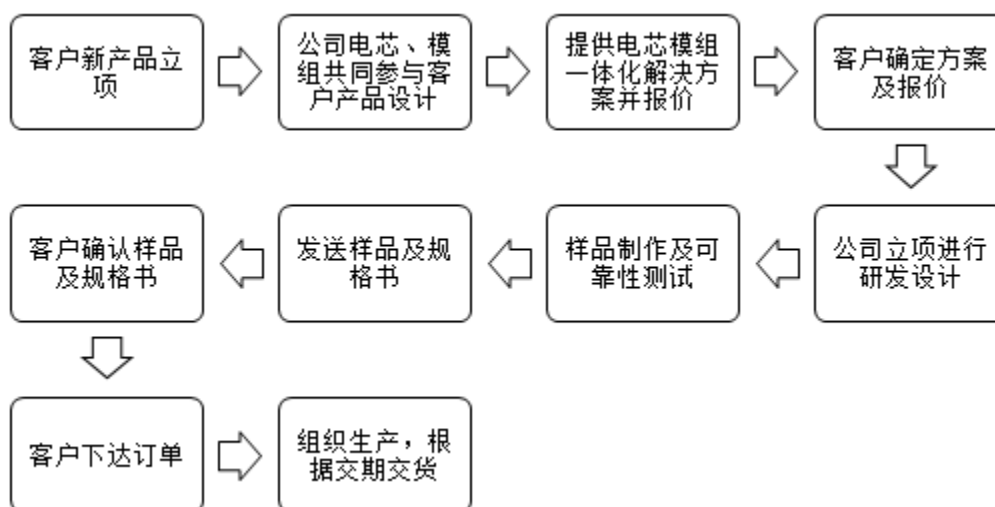 客户新产品立
项
公司电芯、模
组共同参与客
户产品设计
提供电芯模组
一体化解决方
案并报价
客户确定方案
及报价
公司立项进行
研发设计
样品制作及可
靠性测试
发送样品及规
格书
客户确认样品
及规格书
客户下达订单
组织生产，根
据交期交货